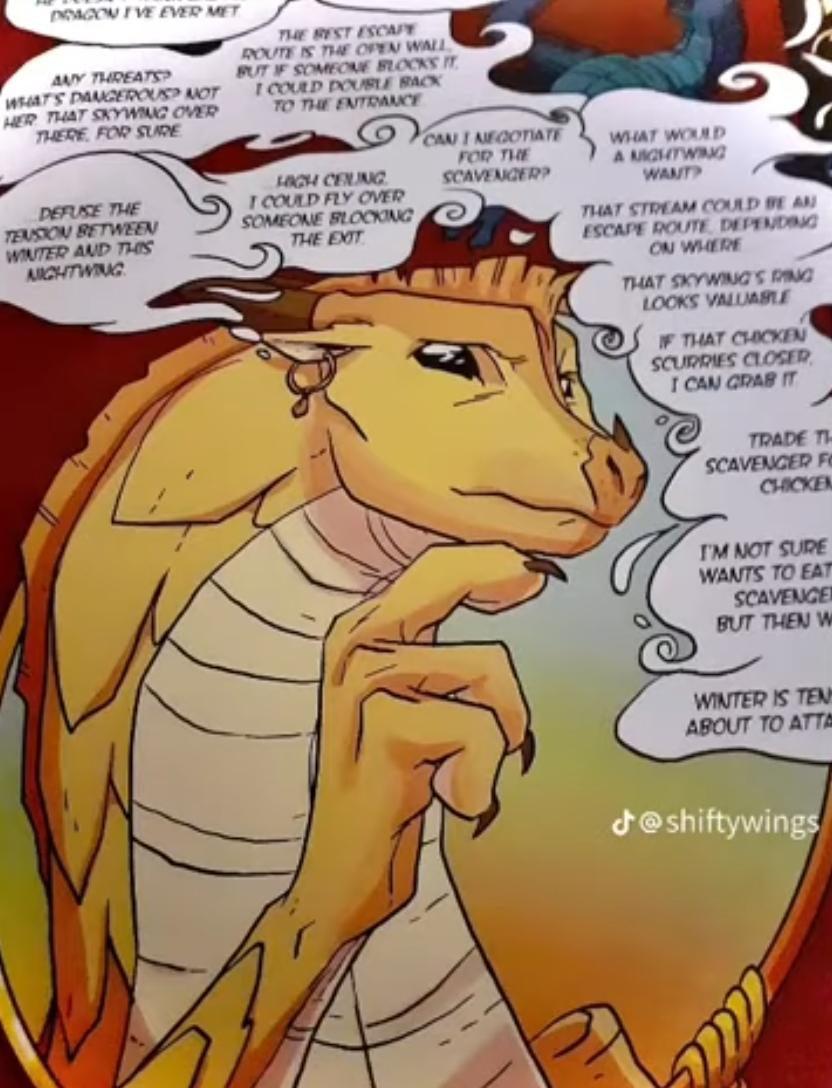 DRAGON I'VE EVER MET.
THE BEST ESCAPE
ROUTE IS THE OPEN WALL,
BUT IF SOMEONE BLOCKS IT,
I COULD DOUBLE BACK
TO THE ENTRANCE.
ANY THREATS?
WHAT'S DANGEROUS? NOT
HER. THAT SKYWING OVER
THERE, FOR SURE.
CAN I NEGOTIATE
FOR THE
SCAVENGER?
WHAT WOULD
A NIGHTWING
WANT?
...HIGH CEILING,
I COULD FLY OVER
SOMEONE BLOCKING
THE EXIT.
...DEFUSE THE
TENSION BETWEEN
WINTER AND THIS
NIGHTWING.
THAT STREAM COULD BE AN
ESCAPE ROUTE, DEPENDING
ON WHERE
THAT SKYWING'S RING
LOOKS VALUABLE
IF THAT CHICKEN
SCURRIES CLOSER,
I CAN GRAB IT
TRADE
SCAVENGER
CHICKEN
I'M NOT SURE
WANTS TO EAT
SCAVENGER
BUT THEN
WINTER IS
ABOUT TO
@shiftywings